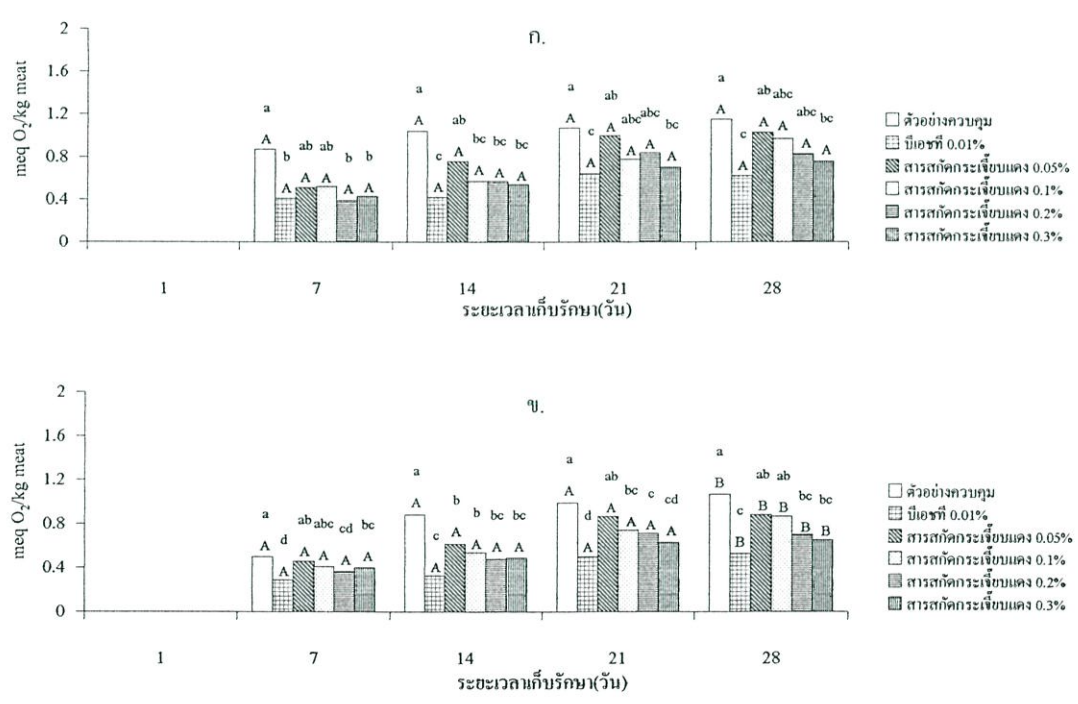 ก.
meq O2/kg meat
2
1.6
1.2
0.8
0.4
0
a a a a
A A A A
b ab ab b b
A A A A A
c ab bc bc bc
A A A A A
c ab abc abc bc
A A A A A
c ab abc abc bc
A A A A A
1 7 14 21 28
ระยะเวลาเก็บรักษา(วัน)
ตัวอย่างควบคุม
บีเอชที 0.01%
สารสกัดกระเจี๊ยบแดง 0.05%
สารสกัดกระเจี๊ยบแดง 0.1%
สารสกัดกระเจี๊ยบแดง 0.2%
สารสกัดกระเจี๊ยบแดง 0.3%
ข.
meq O2/kg meat
2
1.6
1.2
0.8
0.4
0
a a a a
A A A B
d ab abc cd bc
A A A A A
c b b bc bc
A A A A A
d ab bc c cd
A A A A A
c ab ab bc bc
B B B B B
1 7 14 21 28
ระยะเวลาเก็บรักษา(วัน)
ตัวอย่างควบคุม
บีเอชที 0.01%
สารสกัดกระเจี๊ยบแดง 0.05%
สารสกัดกระเจี๊ยบแดง 0.1%
สารสกัดกระเจี๊ยบแดง 0.2%
สารสกัดกระเจี๊ยบแดง 0.3%